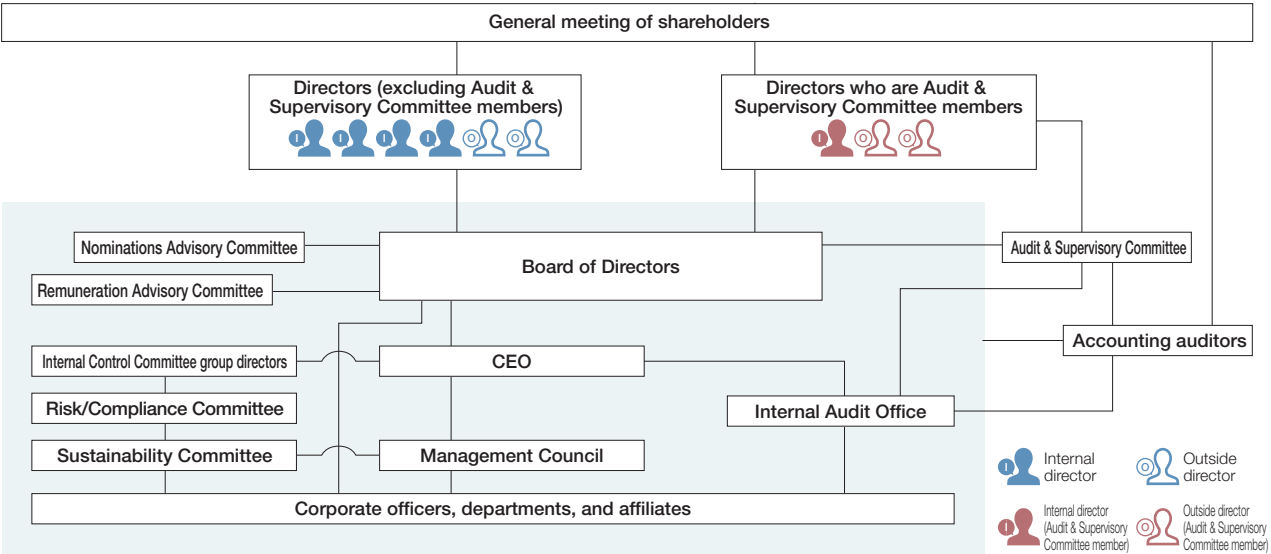 General meeting of shareholders
Directors (excluding Audit &
Supervisory Committee members)
I I I I O O
Directors who are Audit &
Supervisory Committee members
I O O
Nominations Advisory Committee
Board of Directors
Audit & Supervisory Committee
Remuneration Advisory Committee
Accounting auditors
Internal Control Committee group directors
CEO
Risk/Compliance Committee
Internal Audit Office
Sustainability Committee
Management Council
Corporate officers, departments, and affiliates
I Internal
director
O Outside
director
I Internal director
(Audit & Supervisory
Committee member)
O Outside director
(Audit & Supervisory
Committee member)